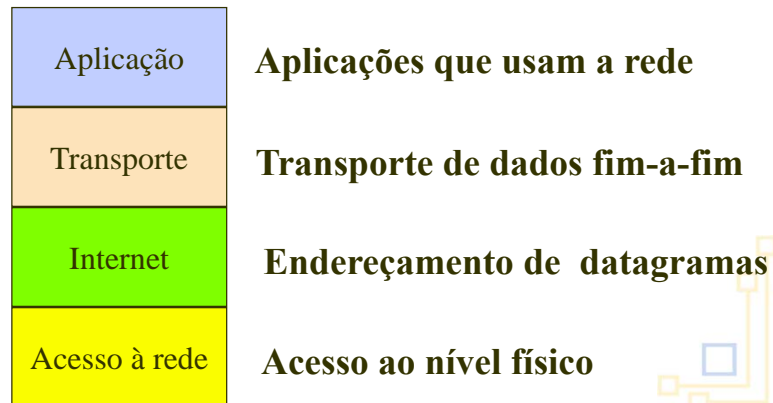 Aplicação Aplicações que usam a rede
Transporte Transporte de dados fim-a-fim
Internet Endereçamento de datagramas
Acesso à rede Acesso ao nível físico